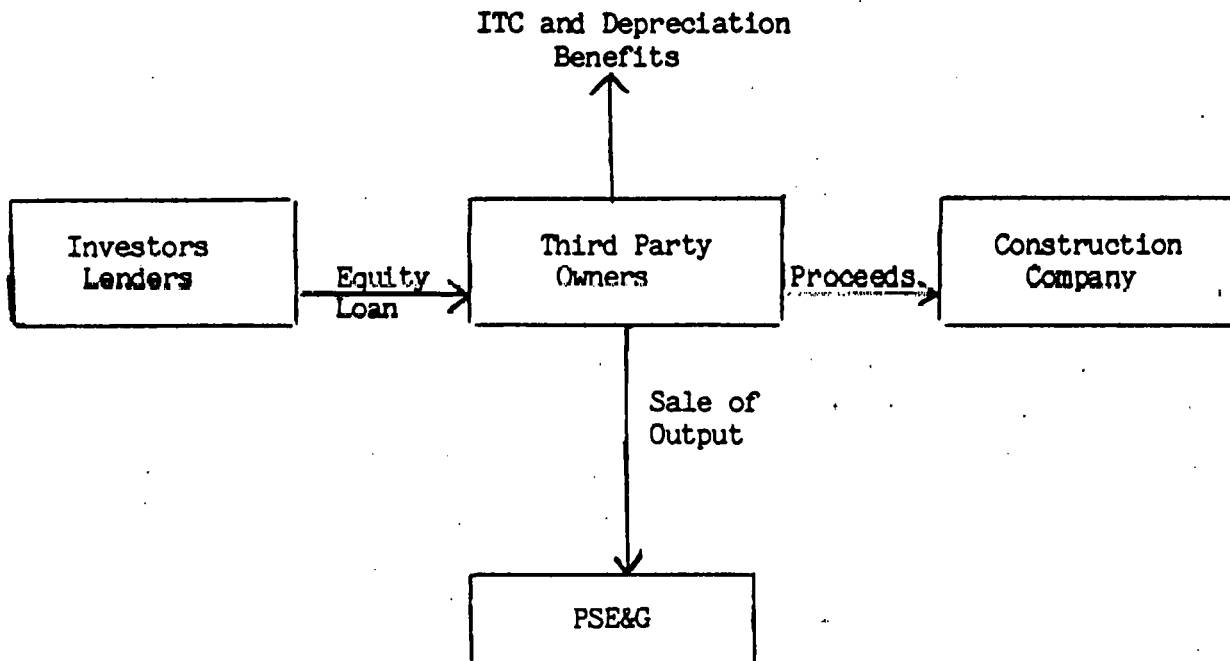 ITC and Depreciation
Benefits
Investors
Lenders
Equity
Loan
Third Party
Owners
Proceeds
Construction
Company
Sale of
Output
PSE&G